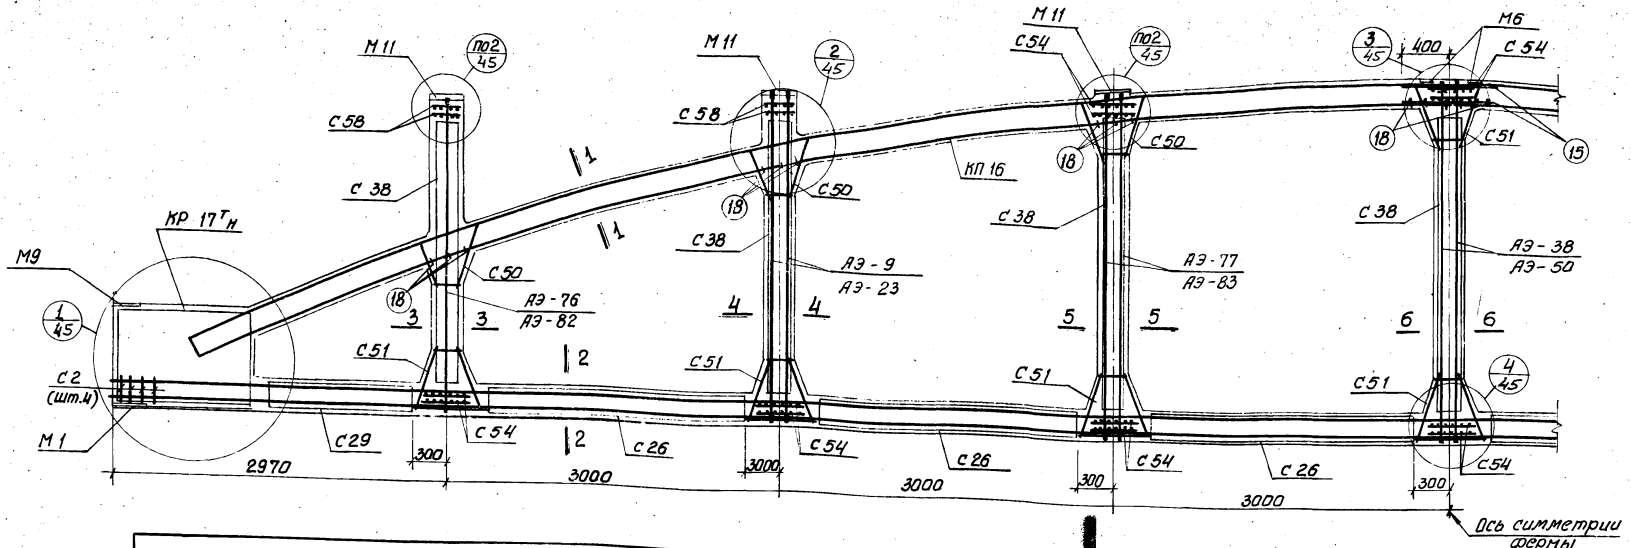 М 11
по2
45
М 11
2
45
М 11
С 54
по2
45
3
45
400
М6
С 54
С 58
С 58
18
С 50
18
С 51
15
1
КП 16
С 38
18
С 50
1
С 38
С 38
С 38
КР 17тн
М9
С 50
18
АЭ - 76
АЭ - 82
АЭ - 9
АЭ - 23
АЭ - 77
АЭ - 83
АЭ - 38
АЭ - 50
1
45
3
3
4
4
5
5
6
6
С 51
2
С 51
С 51
С 51
4
45
С 2
(шт.4)
М 1
С 29
С 54
2
С 26
С 54
С 26
С 54
С 26
С 54
2970
300
3000
3000
3000
300
3000
300
Ось симметрии
фермы